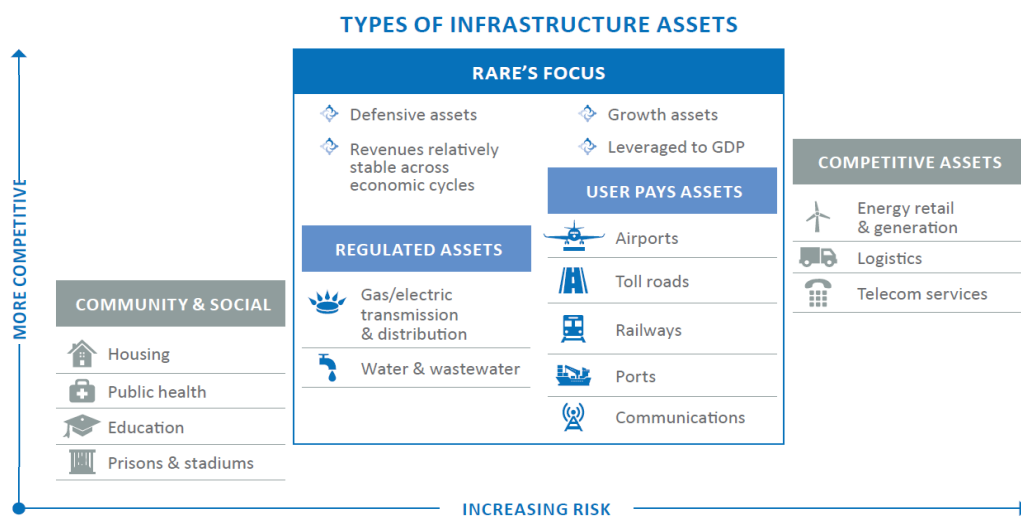 TYPES OF INFRASTRUCTURE ASSETS
RARE'S FOCUS
Defensive assets
Revenues relatively
stable across
economic cycles
Growth assets
Leveraged to GDP
MORE COMPETITIVE
COMMUNITY & SOCIAL
Housing
Public health
Education
Prisons & stadiums
REGULATED ASSETS
Gas/electric
transmission
& distribution
Water & wastewater
USER PAYS ASSETS
Airports
Toll roads
Railways
Ports
Communications
COMPETITIVE ASSETS
Energy retail
& generation
Logistics
Telecom services
INCREASING RISK